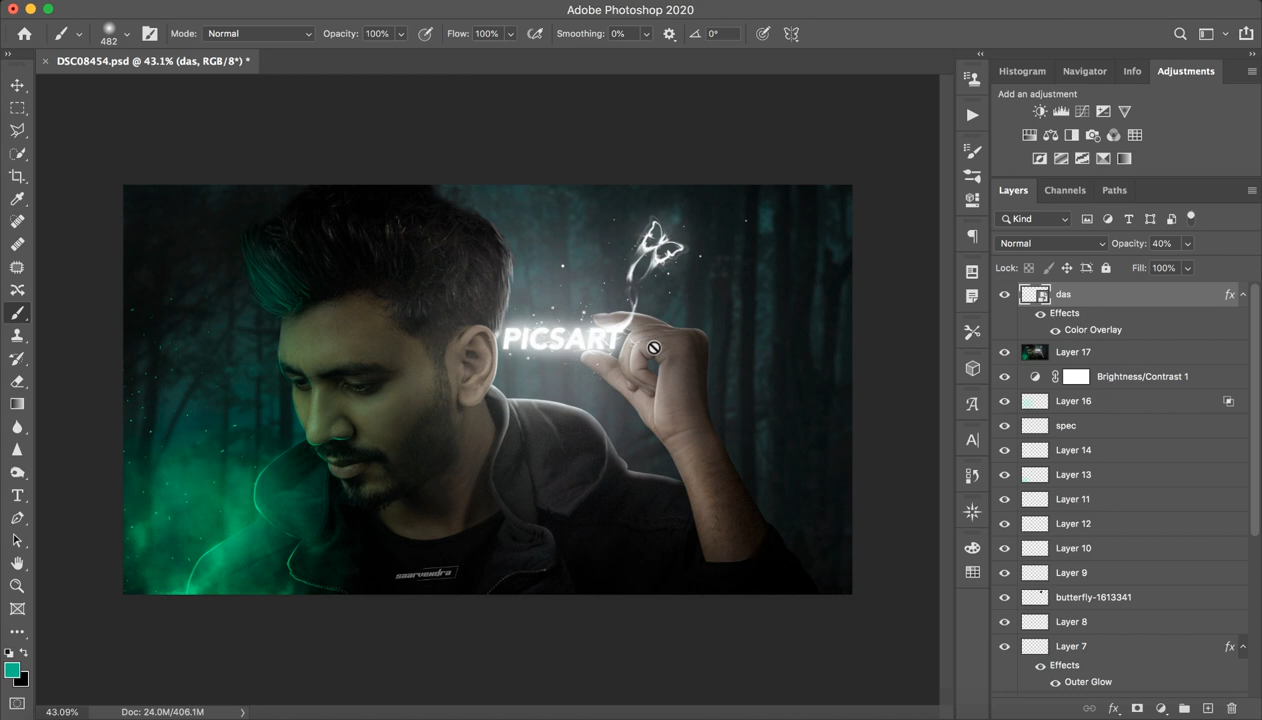 Adobe Photoshop 2020
482
Mode:
Normal
Opacity:
100%
Flow:
100%
Smoothing:
0%
0°
DSC08454.psd @ 43.1% (das, RGB/8*) *
Histogram
Navigator
Info
Adjustments
Add an adjustment
Layers
Channels
Paths
Kind
Normal
Opacity:
40%
Lock:
Fill:
100%
das
fx
Effects
Color Overlay
Layer 17
Brightness/Contrast 1
Layer 16
spec
Layer 14
Layer 13
Layer 11
Layer 12
Layer 10
Layer 9
butterfly-1613341
Layer 8
Layer 7
fx
Effects
Outer Glow
fx
PICSART
saarvendra
43.09%
Doc: 24.0M/406.1M